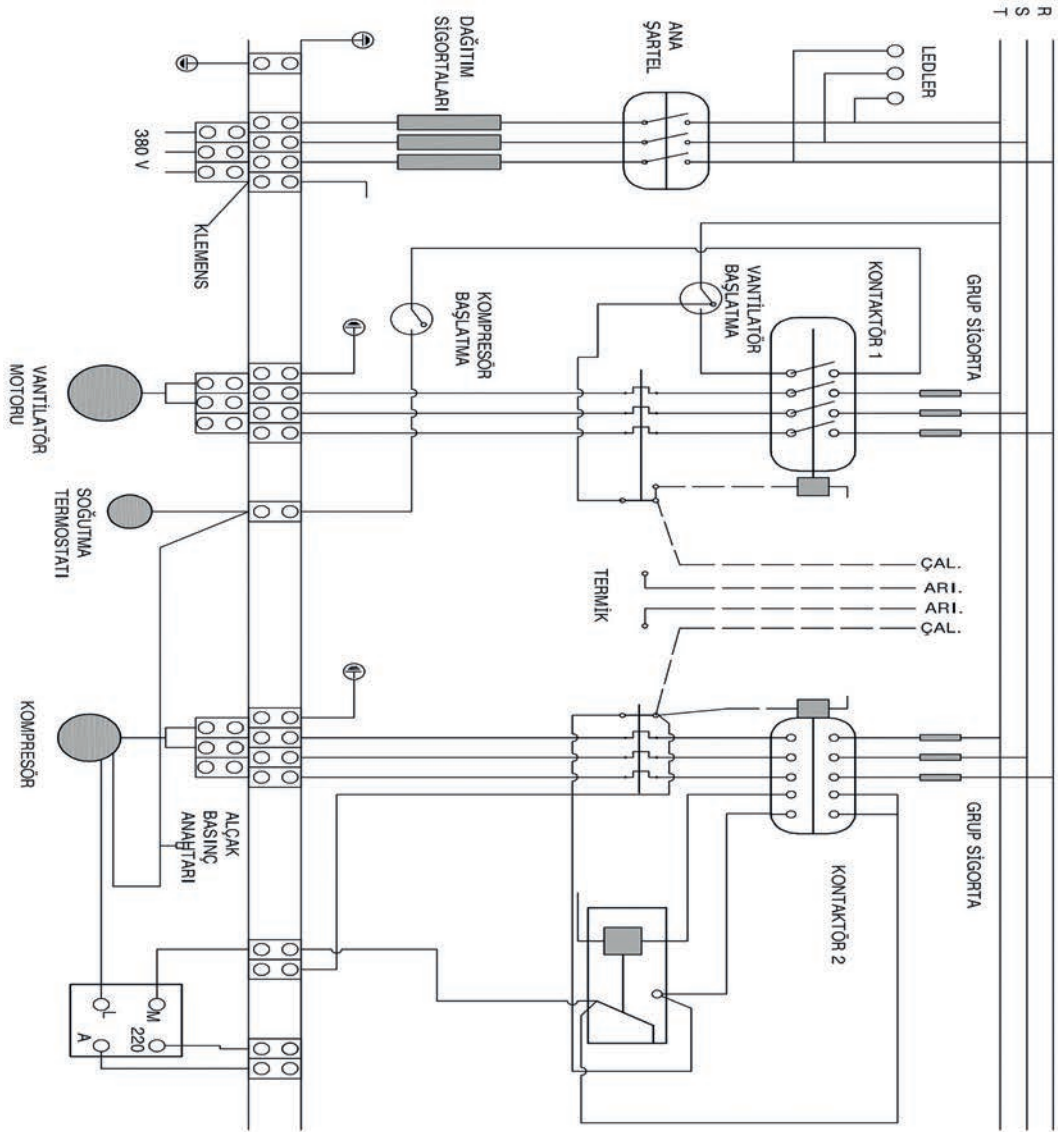 R
S
T
LEDLER
ANA
ŞARTEL
DAĞITIM
SİGORTALARI
380 V
KLEMENS
GRUP SİGORTA
KONTAKTÖR 1
VANTİLATÖR
BAŞLATMA
KOMPRESÖR
BAŞLATMA
VANTİLATÖR
MOTORU
SOĞUTMA
TERMOSTATI
ÇAL.
ARI.
ARI.
ÇAL.
TERMİK
GRUP SİGORTA
KONTAKTÖR 2
KOMPRESÖR
ALÇAK
BASINÇ
ANAHTARI
M
220
L
A